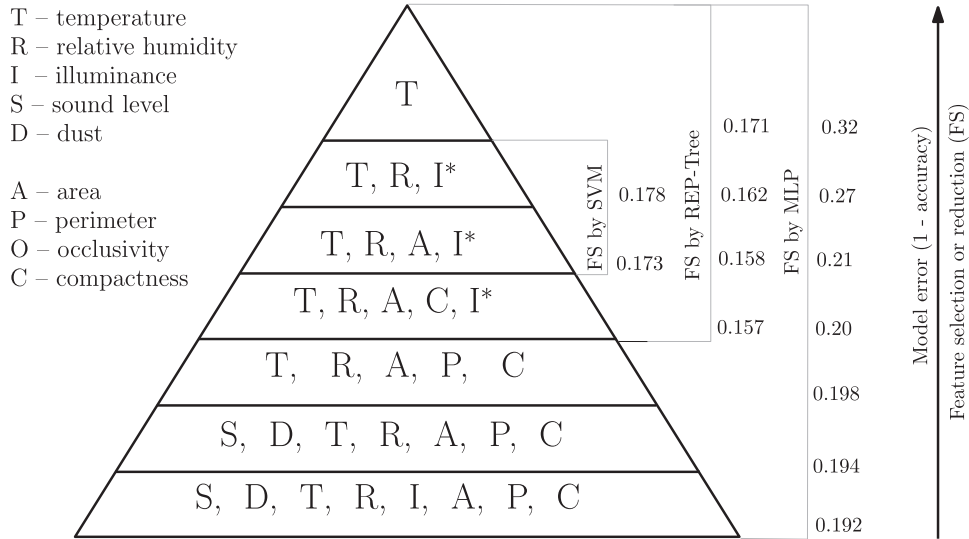 T – temperature
R – relative humidity
I – illuminance
S – sound level
D – dust
A – area
P – perimeter
O – occlusivity
C – compactness
T
T, R, I*
T, R, A, I*
T, R, A, C, I*
T, R, A, P, C
S, D, T, R, A, P, C
S, D, T, R, I, A, P, C
FS by SVM
0.178
0.173
FS by REP-Tree
0.171
0.162
0.158
0.157
FS by MLP
0.32
0.27
0.21
0.20
0.198
0.194
0.192
Model error (1 - accuracy)
Feature selection or reduction (FS)